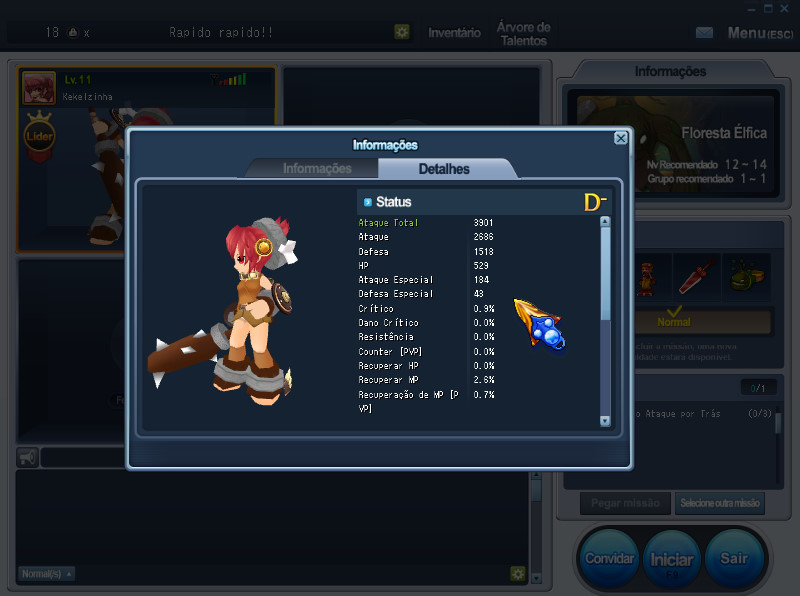 18 x
Rapido rapido!!
Inventário
Árvore de
Talentos
Menu(ESC)
Lv.11
Kekelzinha
Líder
Informações
Floresta Élfica
Nv Recomendado 12 ~ 14
Grupo recomendado 1 ~ 1
Informações
Informações
Detalhes
Status
D-
Ataque Total 3901
Ataque 2686
Defesa 1518
HP 529
Ataque Especial 184
Defesa Especial 43
Crítico 0.9%
Dano Crítico 0.0%
Resistência 0.0%
Counter [PVP] 0.0%
Recuperar HP 0.0%
Recuperar MP 2.6%
Recuperação de MP [P 0.7%
VP]
Normal
dade estará disponível.
0/1
o Ataque por Trás (0/3)
Pegar missão
Selecione outra missão
Normal(s)
Convidar
Iniciar
Sair